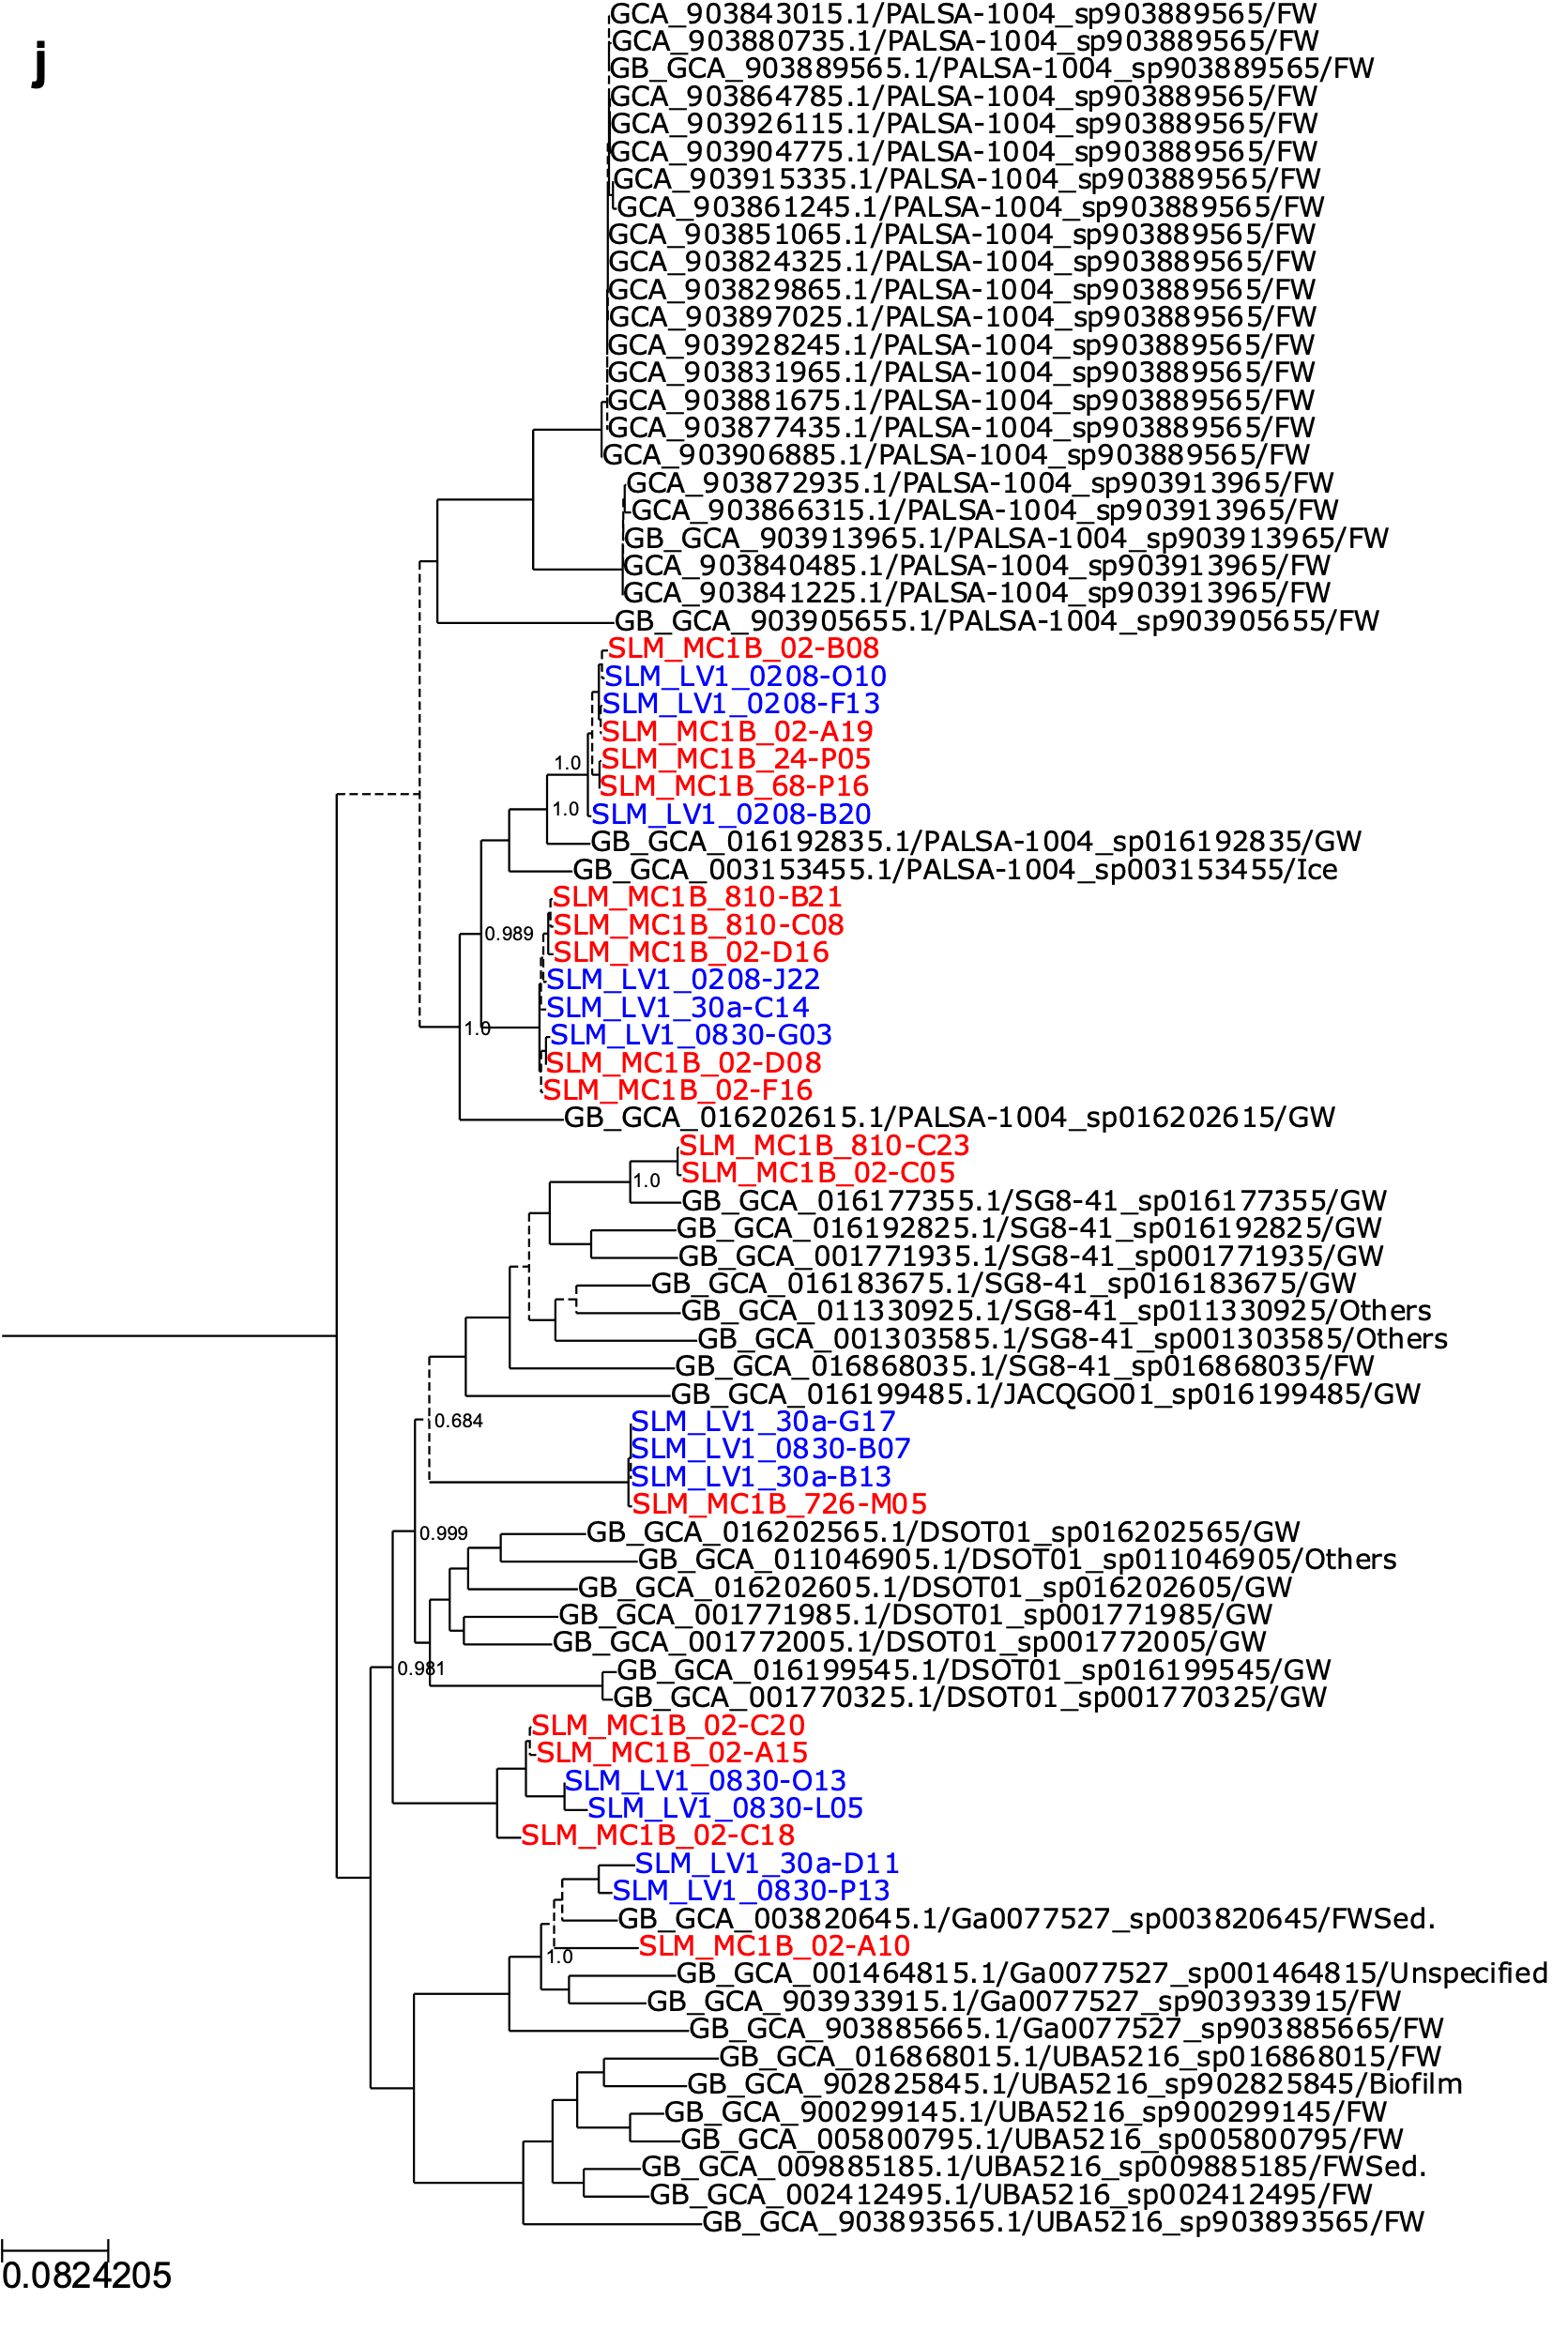 j
GCA_903843015.1/PALSA-1004_sp903889565/FW
GCA_903880735.1/PALSA-1004_sp903889565/FW
GB_GCA_903889565.1/PALSA-1004_sp903889565/FW
GCA_903864785.1/PALSA-1004_sp903889565/FW
GCA_903926115.1/PALSA-1004_sp903889565/FW
GCA_903904775.1/PALSA-1004_sp903889565/FW
GCA_903915335.1/PALSA-1004_sp903889565/FW
GCA_903861245.1/PALSA-1004_sp903889565/FW
GCA_903851065.1/PALSA-1004_sp903889565/FW
GCA_903824325.1/PALSA-1004_sp903889565/FW
GCA_903829865.1/PALSA-1004_sp903889565/FW
GCA_903897025.1/PALSA-1004_sp903889565/FW
GCA_903928245.1/PALSA-1004_sp903889565/FW
GCA_903831965.1/PALSA-1004_sp903889565/FW
GCA_903881675.1/PALSA-1004_sp903889565/FW
GCA_903877435.1/PALSA-1004_sp903889565/FW
GCA_903906885.1/PALSA-1004_sp903889565/FW
GCA_903872935.1/PALSA-1004_sp903913965/FW
GCA_903866315.1/PALSA-1004_sp903913965/FW
GB_GCA_903913965.1/PALSA-1004_sp903913965/FW
GCA_903840485.1/PALSA-1004_sp903913965/FW
GCA_903841225.1/PALSA-1004_sp903913965/FW
GB_GCA_903905655.1/PALSA-1004_sp903905655/FW
SLM_MC1B_02-B08
SLM_LV1_0208-O10
SLM_LV1_0208-F13
SLM_MC1B_02-A19
SLM_MC1B_24-P05
1.0
SLM_MC1B_68-P16
1.0
SLM_LV1_0208-B20
GB_GCA_016192835.1/PALSA-1004_sp016192835/GW
GB_GCA_003153455.1/PALSA-1004_sp003153455/Ice
SLM_MC1B_810-B21
SLM_MC1B_810-C08
0.989
SLM_MC1B_02-D16
SLM_LV1_0208-J22
SLM_LV1_30a-C14
1.0
SLM_LV1_0830-G03
SLM_MC1B_02-D08
SLM_MC1B_02-F16
GB_GCA_016202615.1/PALSA-1004_sp016202615/GW
SLM_MC1B_810-C23
SLM_MC1B_02-C05
1.0
GB_GCA_016177355.1/SG8-41_sp016177355/GW
GB_GCA_016192825.1/SG8-41_sp016192825/GW
GB_GCA_001771935.1/SG8-41_sp001771935/GW
GB_GCA_016183675.1/SG8-41_sp016183675/GW
GB_GCA_011330925.1/SG8-41_sp011330925/Others
GB_GCA_001303585.1/SG8-41_sp001303585/Others
GB_GCA_016868035.1/SG8-41_sp016868035/FW
GB_GCA_016199485.1/JACQGO01_sp016199485/GW
0.684
SLM_LV1_30a-G17
SLM_LV1_0830-B07
SLM_LV1_30a-B13
SLM_MC1B_726-M05
0.999
GB_GCA_016202565.1/DSOT01_sp016202565/GW
GB_GCA_011046905.1/DSOT01_sp011046905/Others
GB_GCA_016202605.1/DSOT01_sp016202605/GW
GB_GCA_001771985.1/DSOT01_sp001771985/GW
GB_GCA_001772005.1/DSOT01_sp001772005/GW
0.981
GB_GCA_016199545.1/DSOT01_sp016199545/GW
GB_GCA_001770325.1/DSOT01_sp001770325/GW
SLM_MC1B_02-C20
SLM_MC1B_02-A15
SLM_LV1_0830-O13
SLM_LV1_0830-L05
SLM_MC1B_02-C18
SLM_LV1_30a-D11
SLM_LV1_0830-P13
GB_GCA_003820645.1/Ga0077527_sp003820645/FWSed.
SLM_MC1B_02-A10
1.0
GB_GCA_001464815.1/Ga0077527_sp001464815/Unspecified
GB_GCA_903933915.1/Ga0077527_sp903933915/FW
GB_GCA_903885665.1/Ga0077527_sp903885665/FW
GB_GCA_016868015.1/UBA5216_sp016868015/FW
GB_GCA_902825845.1/UBA5216_sp902825845/Biofilm
GB_GCA_900299145.1/UBA5216_sp900299145/FW
GB_GCA_005800795.1/UBA5216_sp005800795/FW
GB_GCA_009885185.1/UBA5216_sp009885185/FWSed.
GB_GCA_002412495.1/UBA5216_sp002412495/FW
GB_GCA_903893565.1/UBA5216_sp903893565/FW
0.0824205